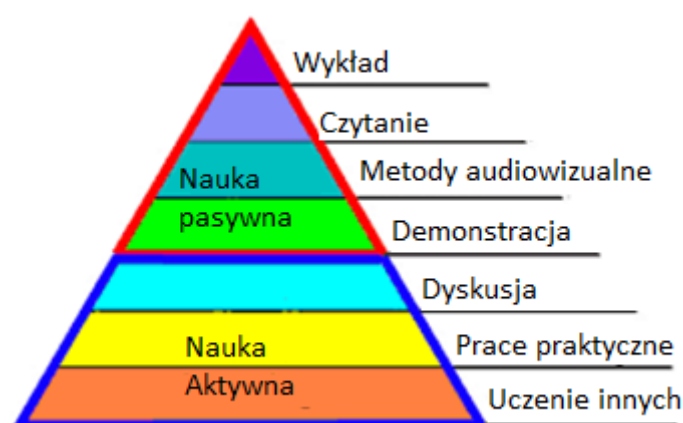 Wykład
Czytanie
Metody audiowizualne
Nauka
pasywna
Demonstracja
Dyskusja
Nauka
Prace praktyczne
Aktywna
Uczenie innych